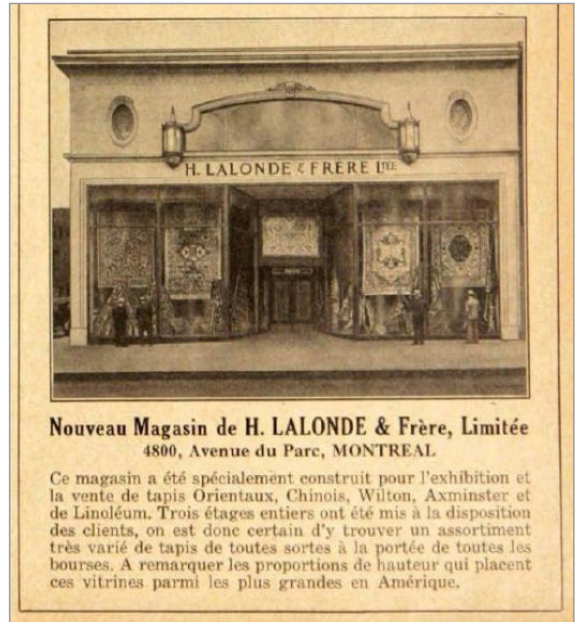 H. LALONDE & FRÈRE LTÉE
Nouveau Magasin de H. LALONDE & Frère, Limitée
4800, Avenue du Parc, MONTREAL
Ce magasin a été spécialement construit pour l'exhibition et
la vente de tapis Orientaux, Chinois, Wilton, Axminster et
de Linoléum. Trois étages entiers ont été mis à la disposition
des clients, on est donc certain d'y trouver un assortiment
très varié de tapis de toutes sortes à la portée de toutes les
bourses. A remarquer les proportions de hauteur qui placent
ces vitrines parmi les plus grandes en Amérique.